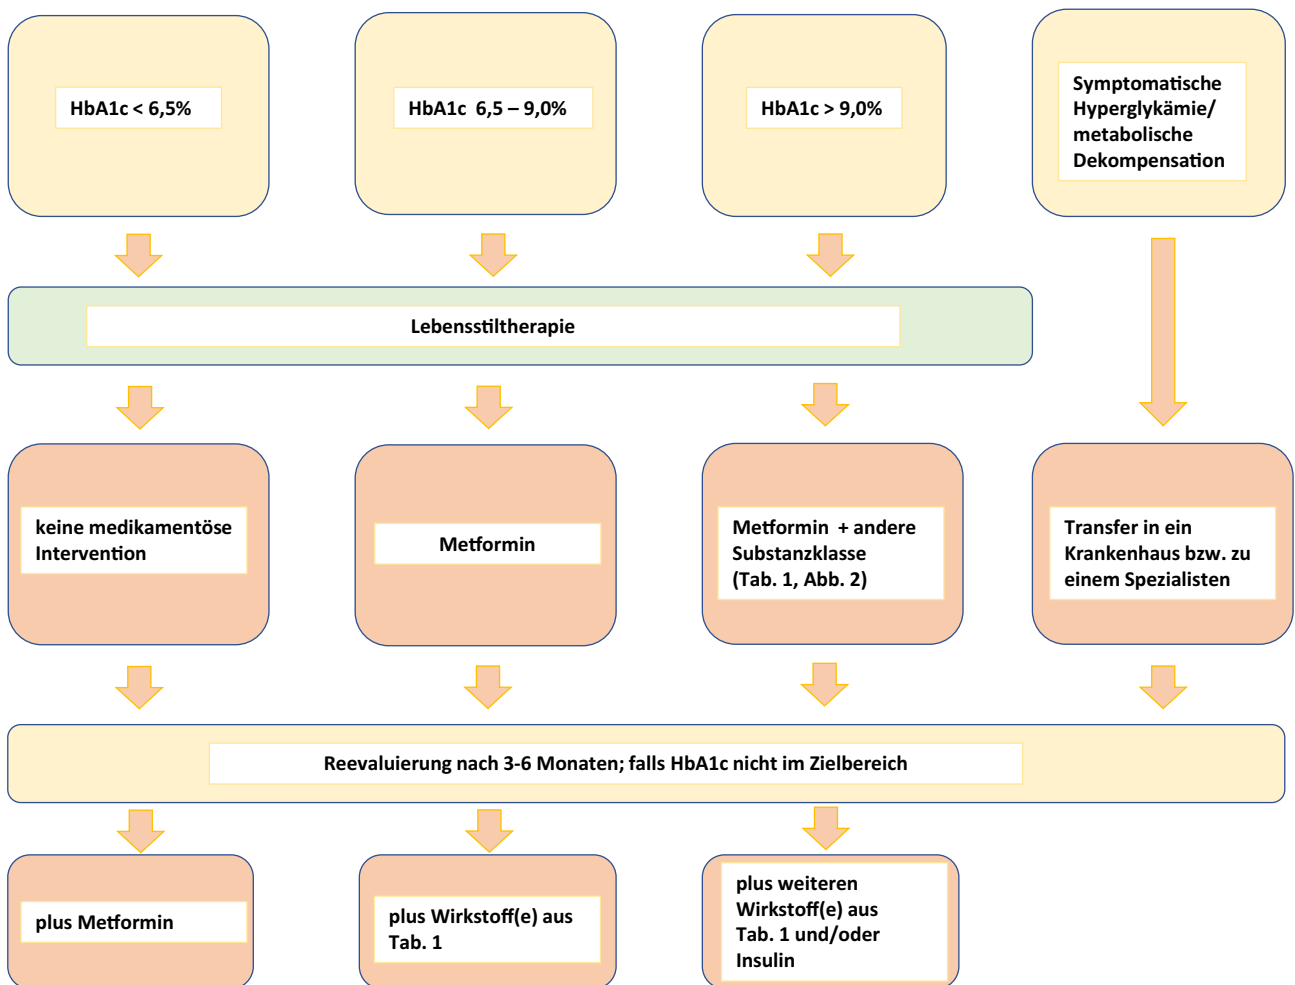 HbA1c < 6,5%
HbA1c 6,5 – 9,0%
HbA1c > 9,0%
Symptomatische
Hyperglykämie/
metabolische
Dekompensation
Lebensstiltherapie
keine medikamentöse
Intervention
Metformin
Metformin + andere
Substanzklasse
(Tab. 1, Abb. 2)
Transfer in ein
Krankenhaus bzw. zu
einem Spezialisten
Reevaluierung nach 3-6 Monaten; falls HbA1c nicht im Zielbereich
plus Metformin
plus Wirkstoff(e) aus
Tab. 1
plus weiteren
Wirkstoff(e) aus
Tab. 1 und/oder
Insulin